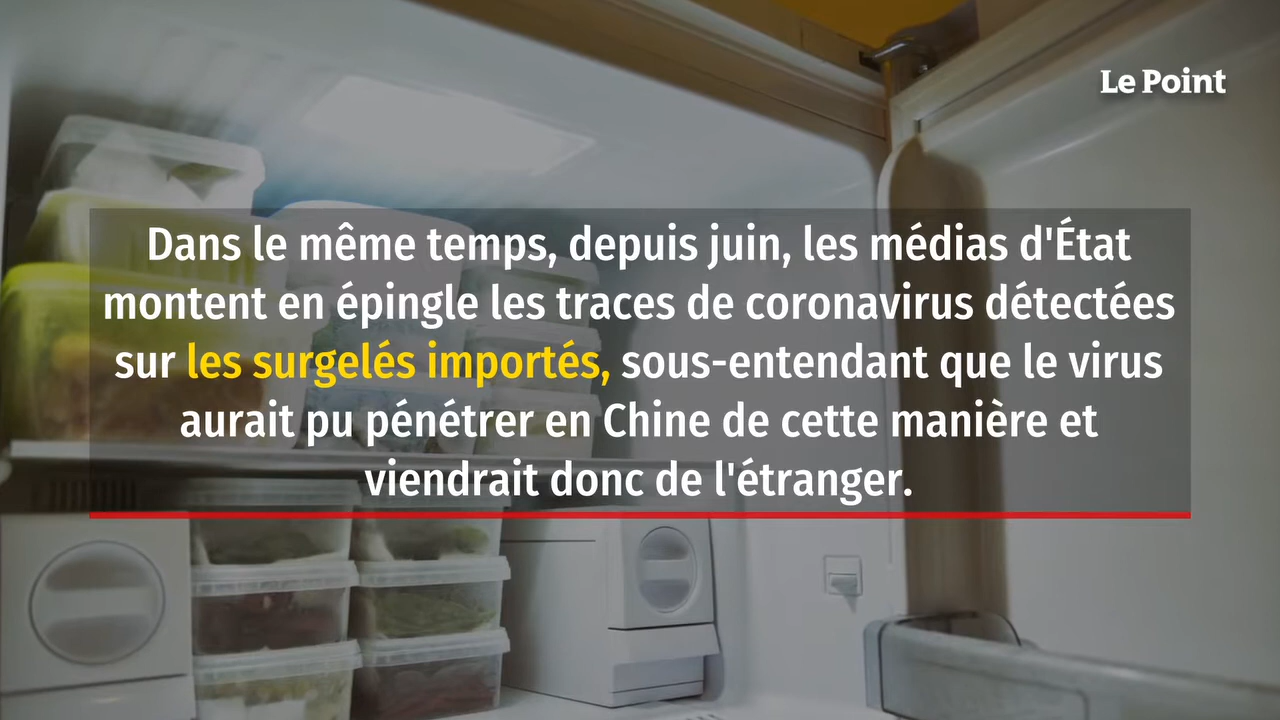 Le Point
Dans le même temps, depuis juin, les médias d'État
montent en épingle les traces de coronavirus détectées
sur les surgelés importés, sous-entendant que le virus
aurait pu pénétrer en Chine de cette manière et
viendrait donc de l'étranger.